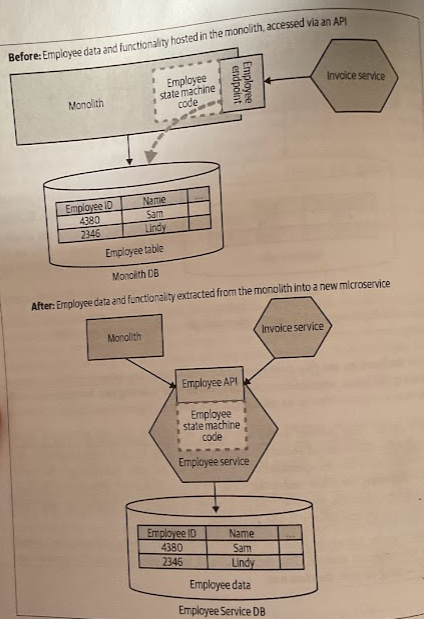 Before: Employee data and functionality hosted in the monolith, accessed via an API
Monolith
Employee
state machine
code
Employee
endpoint
Invoice service
Employee ID Name ...
4380 Sam
2346 Lindy
Employee table
Monolith DB
After: Employee data and functionality extracted from the monolith into a new microservice
Monolith
Invoice service
Employee API
Employee
state machine
code
Employee service
Employee ID Name ...
4380 Sam
2346 Lindy
Employee data
Employee Service DB